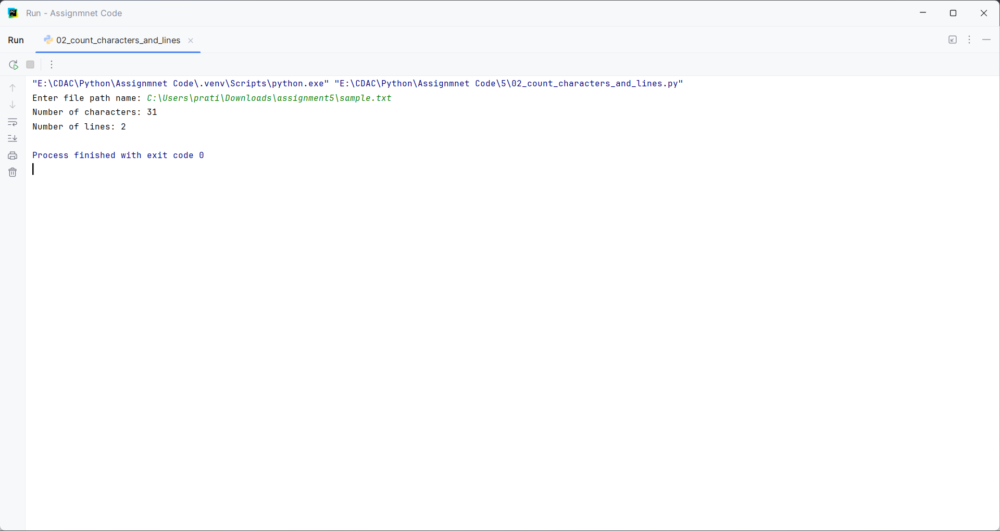 Run - Assignmnet Code
Run 02_count_characters_and_lines
"E:\CDAC\Python\Assignmnet Code\.venv\Scripts\python.exe" "E:\CDAC\Python\Assignmnet Code\5\02_count_characters_and_lines.py"
Enter file path name: C:\Users\prati\Downloads\assignment5\sample.txt
Number of characters: 31
Number of lines: 2
Process finished with exit code 0